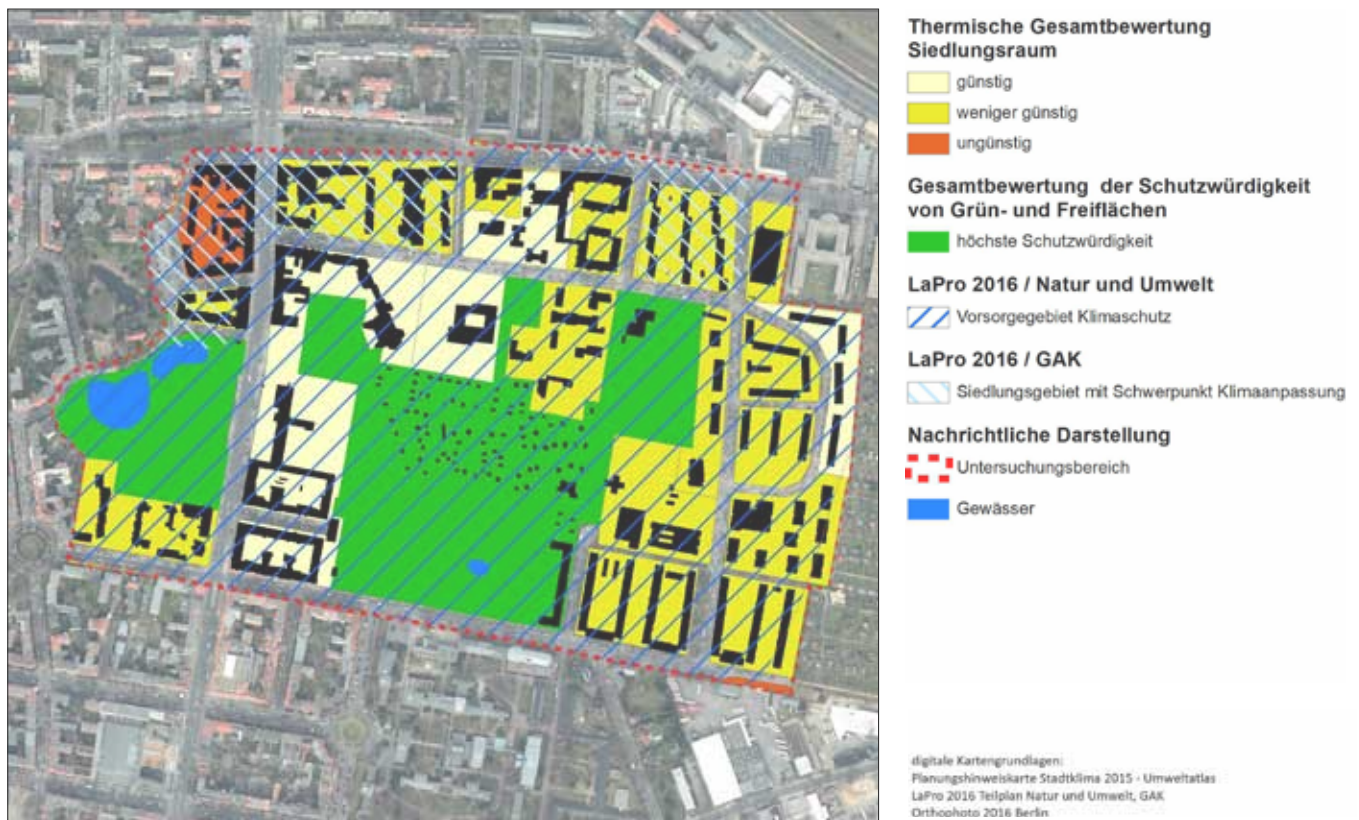 Thermische Gesamtbewertung
Siedlungsraum
günstig
weniger günstig
ungünstig
Gesamtbewertung der Schutzwürdigkeit
von Grün- und Freiflächen
höchste Schutzwürdigkeit
LaPro 2016 / Natur und Umwelt
Vorsorgegebiet Klimaschutz
LaPro 2016 / GAK
Siedlungsgebiet mit Schwerpunkt Klimaanpassung
Nachrichtliche Darstellung
Untersuchungsbereich
Gewässer
digitale Kartengrundlagen:
Planungshinweiskarte Stadtklima 2015 - Umweltatlas
LaPro 2016 Teilplan Natur und Umwelt, GAK
Orthophoto 2016 Berlin